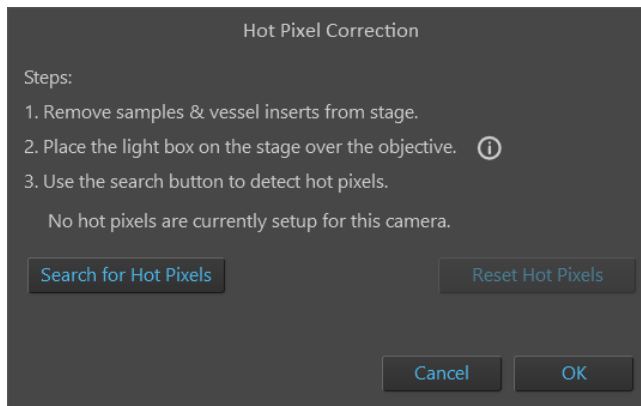 Hot Pixel Correction
Steps:
1. Remove samples & vessel inserts from stage.
2. Place the light box on the stage over the objective.
3. Use the search button to detect hot pixels.
No hot pixels are currently setup for this camera.
Search for Hot Pixels
Reset Hot Pixels
Cancel
OK